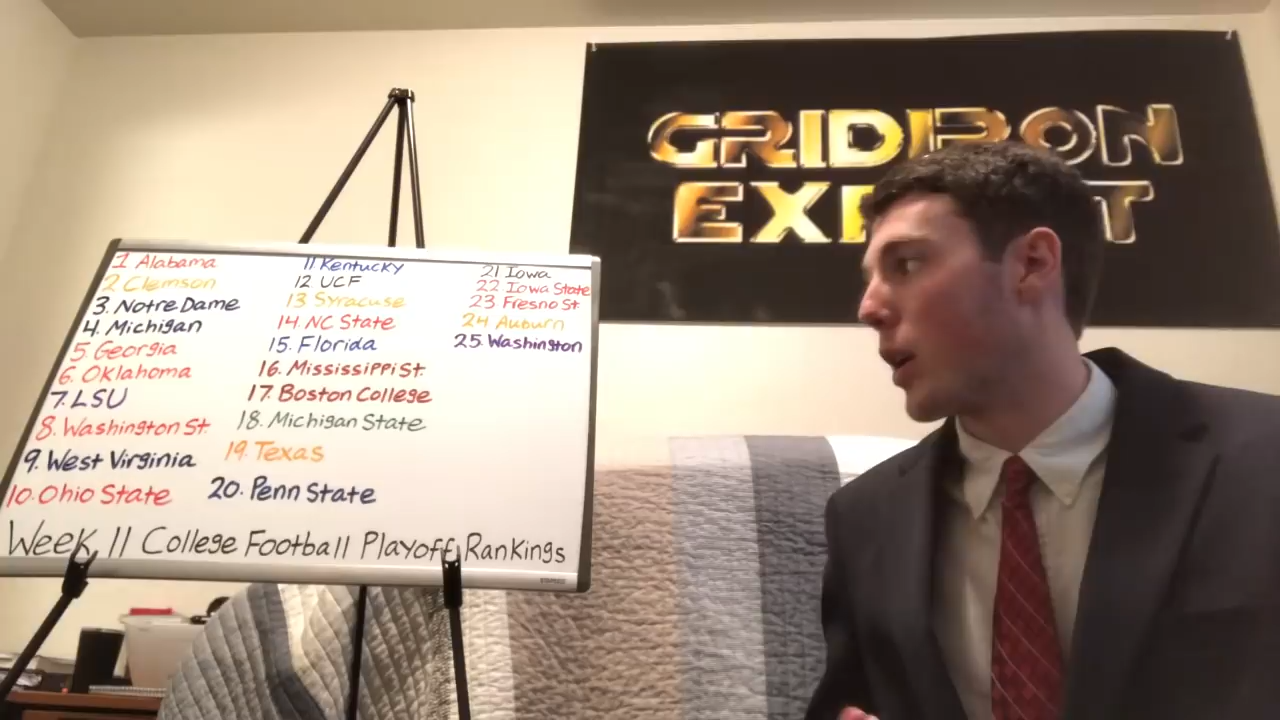 GRIDIRON
EXPERT
1 Alabama
2 Clemson
3. Notre Dame
4. Michigan
5. Georgia
6. Oklahoma
7. LSU
8. Washington St.
9. West Virginia
10. Ohio State
11 Kentucky
12 UCF
13 Syracuse
14 NC State
15. Florida
16. Mississippi St.
17. Boston College
18. Michigan State
19. Texas
20. Penn State
21 Iowa
22 Iowa State
23 Fresno St
24 Auburn
25. Washington
Week 11 College Football Playoff Rankings
STAPLES